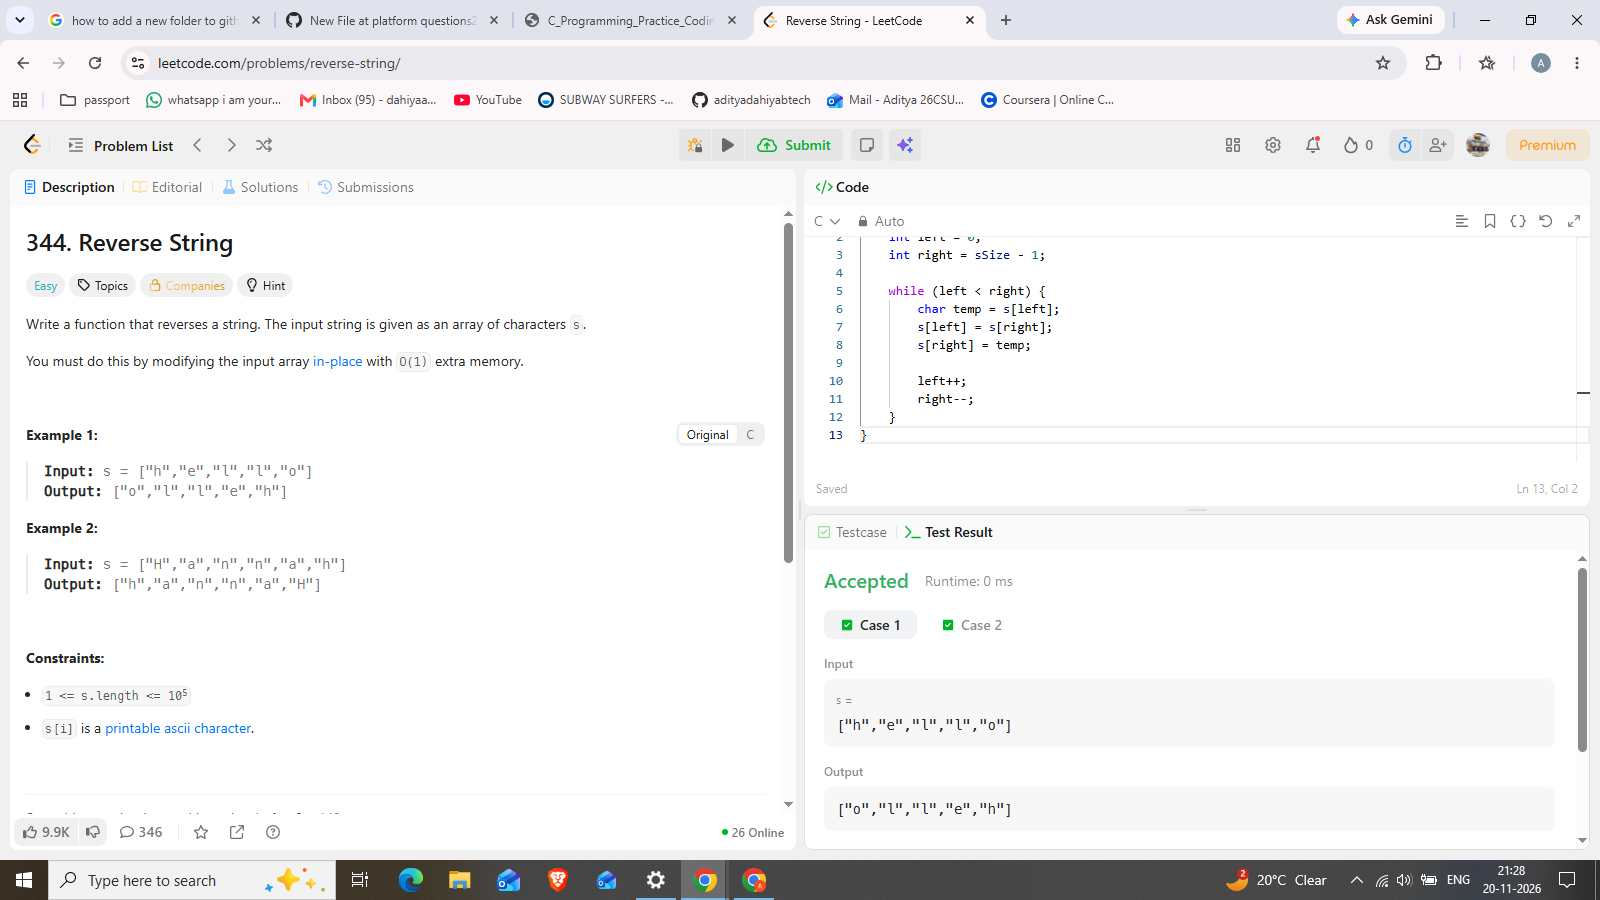 how to add a new folder to gith
New File at platform questions2
C_Programming_Practice_Codin
Reverse String - LeetCode
Ask Gemini
leetcode.com/problems/reverse-string/
A
passport
whatsapp i am your...
Inbox (95) - dahiyaa...
YouTube
SUBWAY SURFERS -...
adityadahiyabtech
Mail - Aditya 26CSU...
Coursera | Online C...
Problem List
Submit
0
Premium
Description
Editorial
Solutions
Submissions
344. Reverse String
Easy
Topics
Companies
Hint
Write a function that reverses a string. The input string is given as an array of characters s.
You must do this by modifying the input array in-place with O(1) extra memory.
Example 1:
Original
C
Input: s = ["h","e","l","l","o"]
Output: ["o","l","l","e","h"]
Example 2:
Input: s = ["H","a","n","n","a","h"]
Output: ["h","a","n","n","a","H"]
Constraints:
1 <= s.length <= 10⁵
s[i] is a printable ascii character.
9.9K
346
26 Online
Code
C
Auto
2 int left = 0;
3 int right = sSize - 1;
4
5 while (left < right) {
6 char temp = s[left];
7 s[left] = s[right];
8 s[right] = temp;
9
10 left++;
11 right--;
12 }
13 }
Saved
Ln 13, Col 2
Testcase
Test Result
Accepted
Runtime: 0 ms
Case 1
Case 2
Input
s =
["h","e","l","l","o"]
Output
["o","l","l","e","h"]
Type here to search
2
20°C Clear
ENG
21:28
20-11-2026